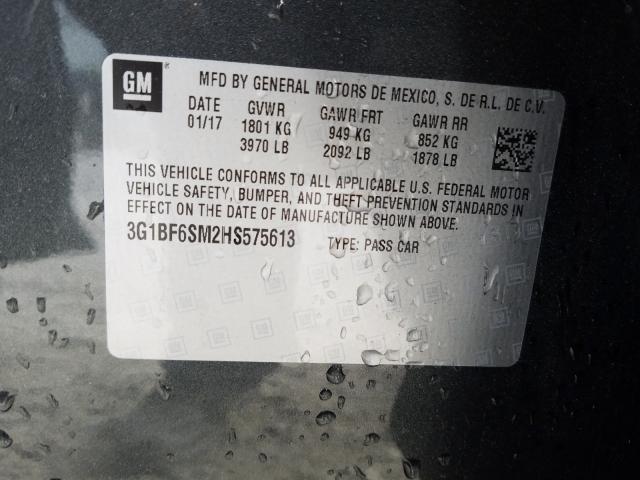 GM
MFD BY GENERAL MOTORS DE MEXICO, S. DE R.L. DE C.V.
DATE GVWR GAWR FRT GAWR RR
01/17 1801 KG 949 KG 852 KG
3970 LB 2092 LB 1878 LB
THIS VEHICLE CONFORMS TO ALL APPLICABLE U.S. FEDERAL MOTOR
VEHICLE SAFETY, BUMPER, AND THEFT PREVENTION STANDARDS IN
EFFECT ON THE DATE OF MANUFACTURE SHOWN ABOVE.
3G1BF6SM2HS575613 TYPE: PASS CAR